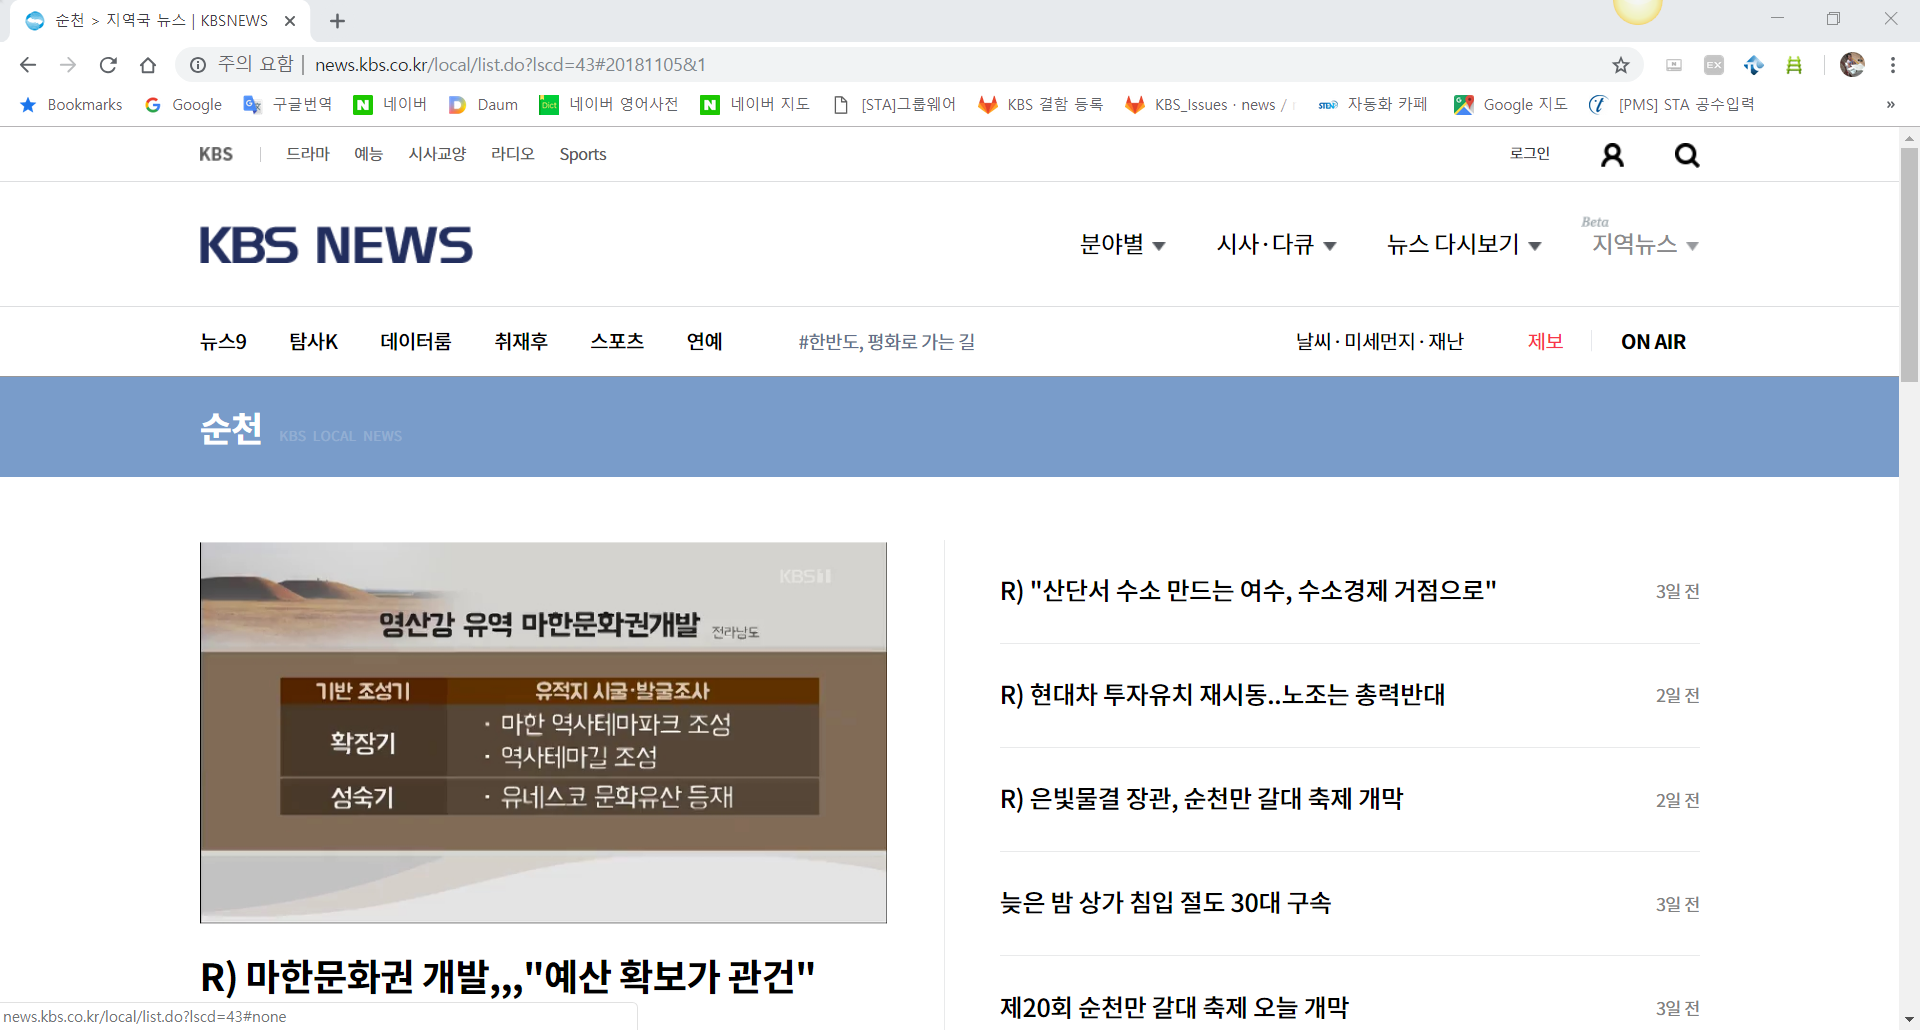 순천 > 지역국 뉴스 | KBSNEWS
주의 요함 | news.kbs.co.kr/local/list.do?lscd=43#20181105&1
Bookmarks Google 구글번역 네이버 Daum 네이버 영어사전 네이버 지도 [STA]그룹웨어 KBS 결함 등록 KBS_Issues · news / 자동화 카페 Google 지도 [PMS] STA 공수입력 »
KBS 드라마 예능 시사교양 라디오 Sports 로그인
Beta
KBS NEWS 분야별 시사·다큐 뉴스 다시보기 지역뉴스
뉴스9 탐사K 데이터룸 취재후 스포츠 연예 #한반도, 평화로 가는 길 날씨·미세먼지·재난 제보 ON AIR
순천 KBS LOCAL NEWS
KBS1
영산강 유역 마한문화권개발 전라남도
기반 조성기 유적지 시굴·발굴조사
확장기
· 마한 역사테마파크 조성
· 역사테마길 조성
성숙기 · 유네스코 문화유산 등재
R) 마한문화권 개발,,,"예산 확보가 관건"
R) "산단서 수소 만드는 여수, 수소경제 거점으로" 3일 전
R) 현대차 투자유치 재시동..노조는 총력반대 2일 전
R) 은빛물결 장관, 순천만 갈대 축제 개막 2일 전
늦은 밤 상가 침입 절도 30대 구속 3일 전
제20회 순천만 갈대 축제 오늘 개막 3일 전
news.kbs.co.kr/local/list.do?lscd=43#none